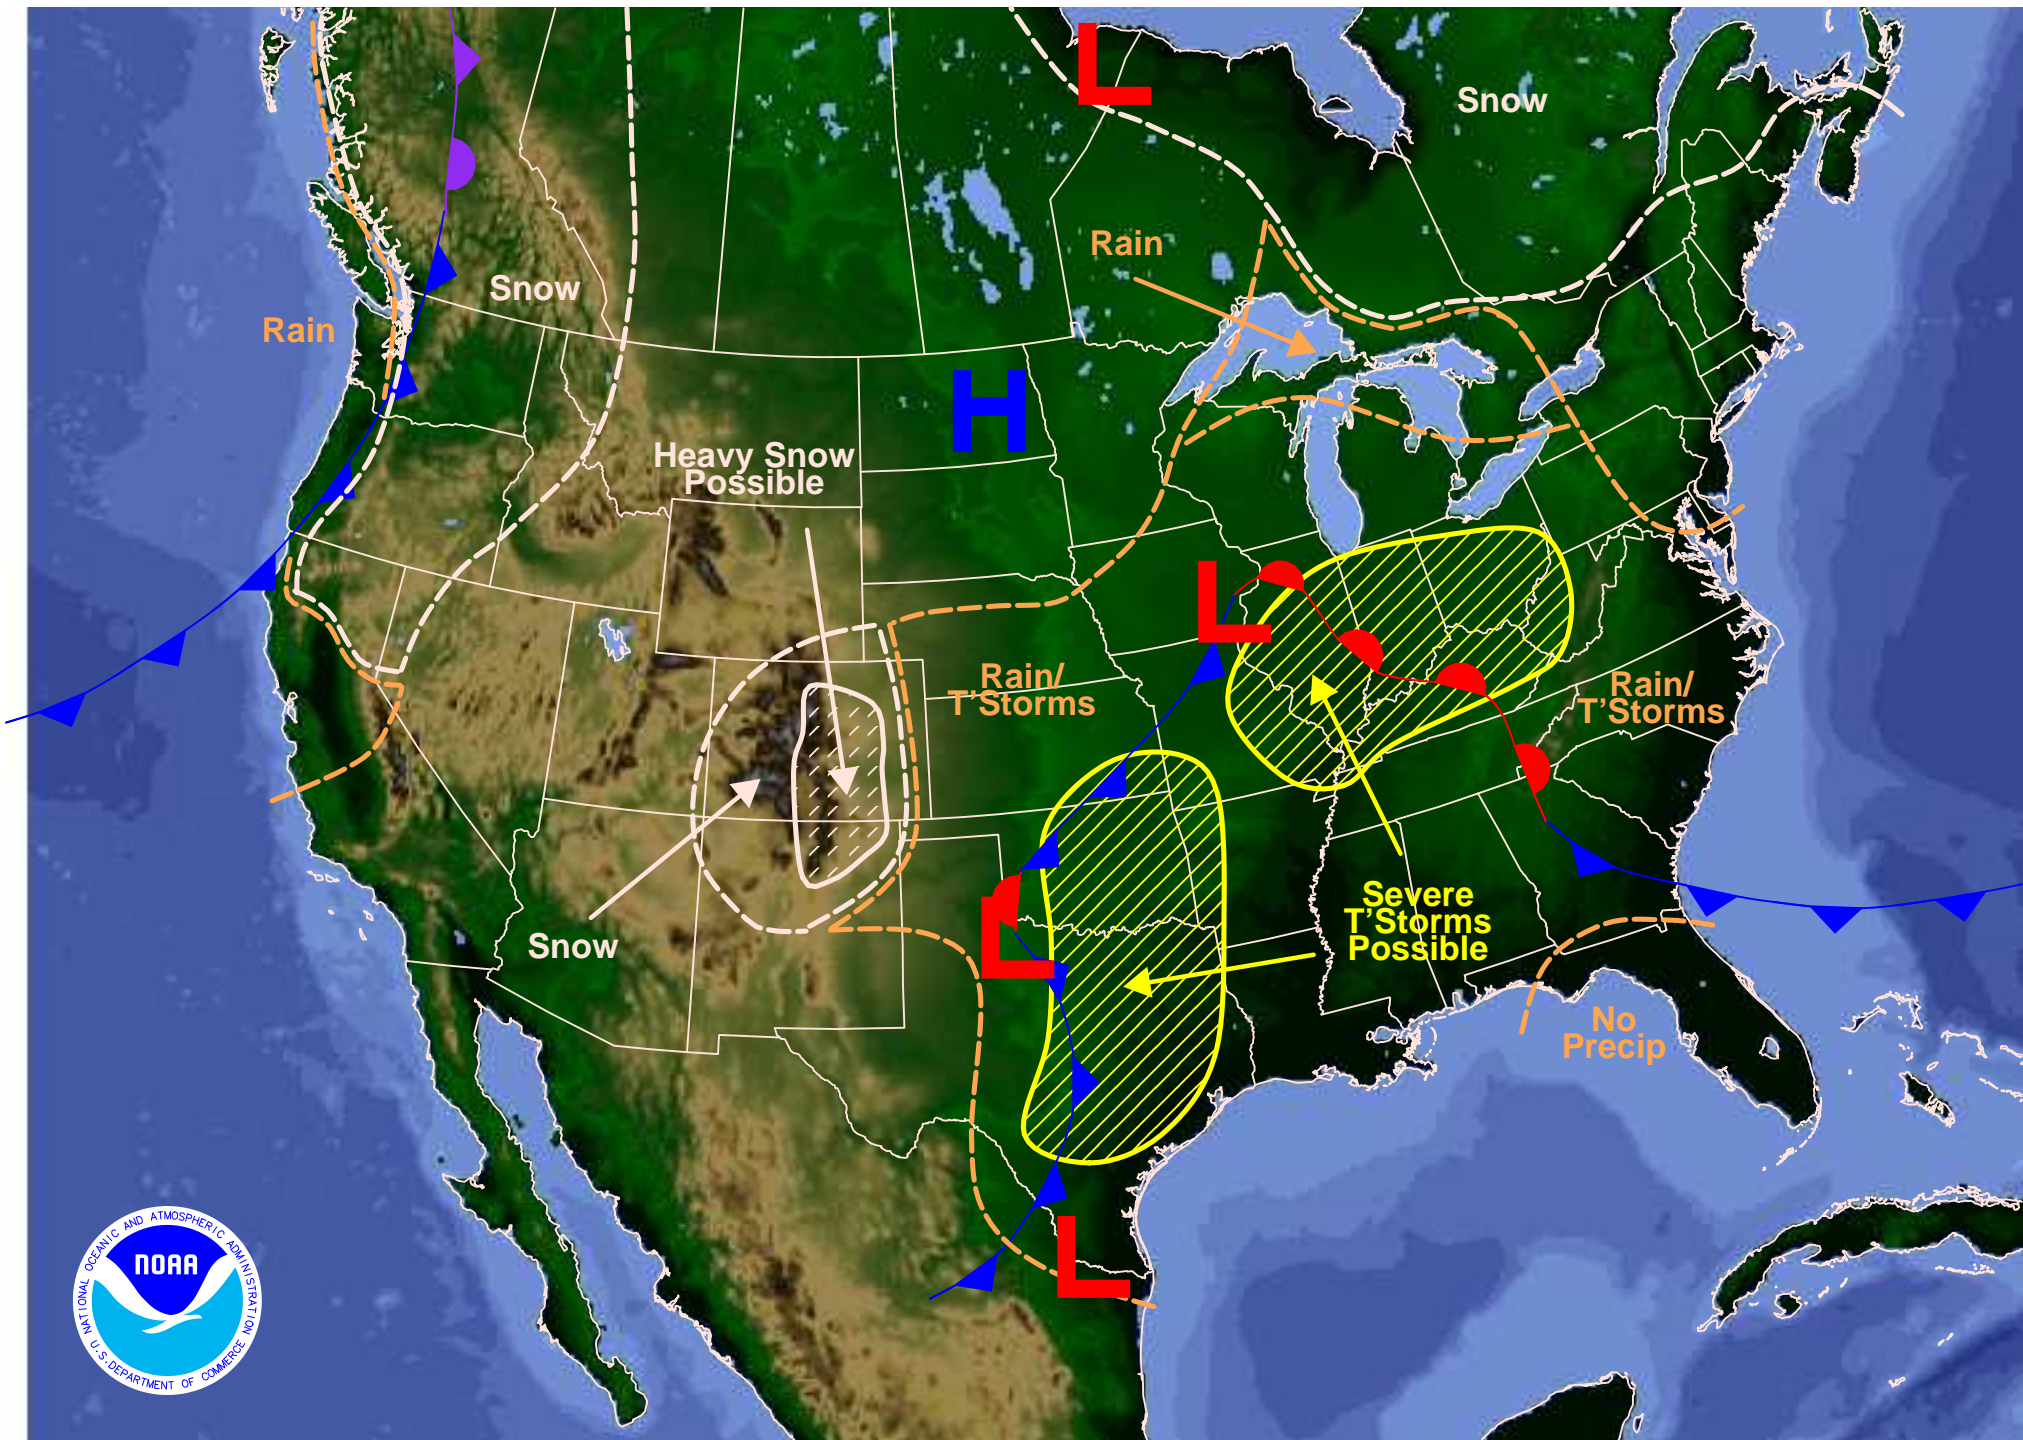 L
Snow
Rain
Snow
Rain
H
Heavy Snow
Possible
L
Rain/
T'Storms
Rain/
T'Storms
Severe
T'Storms
Possible
L
Snow
No
Precip
L
NATIONAL OCEANIC AND ATMOSPHERIC ADMINISTRATION
NOAA
U.S. DEPARTMENT OF COMMERCE